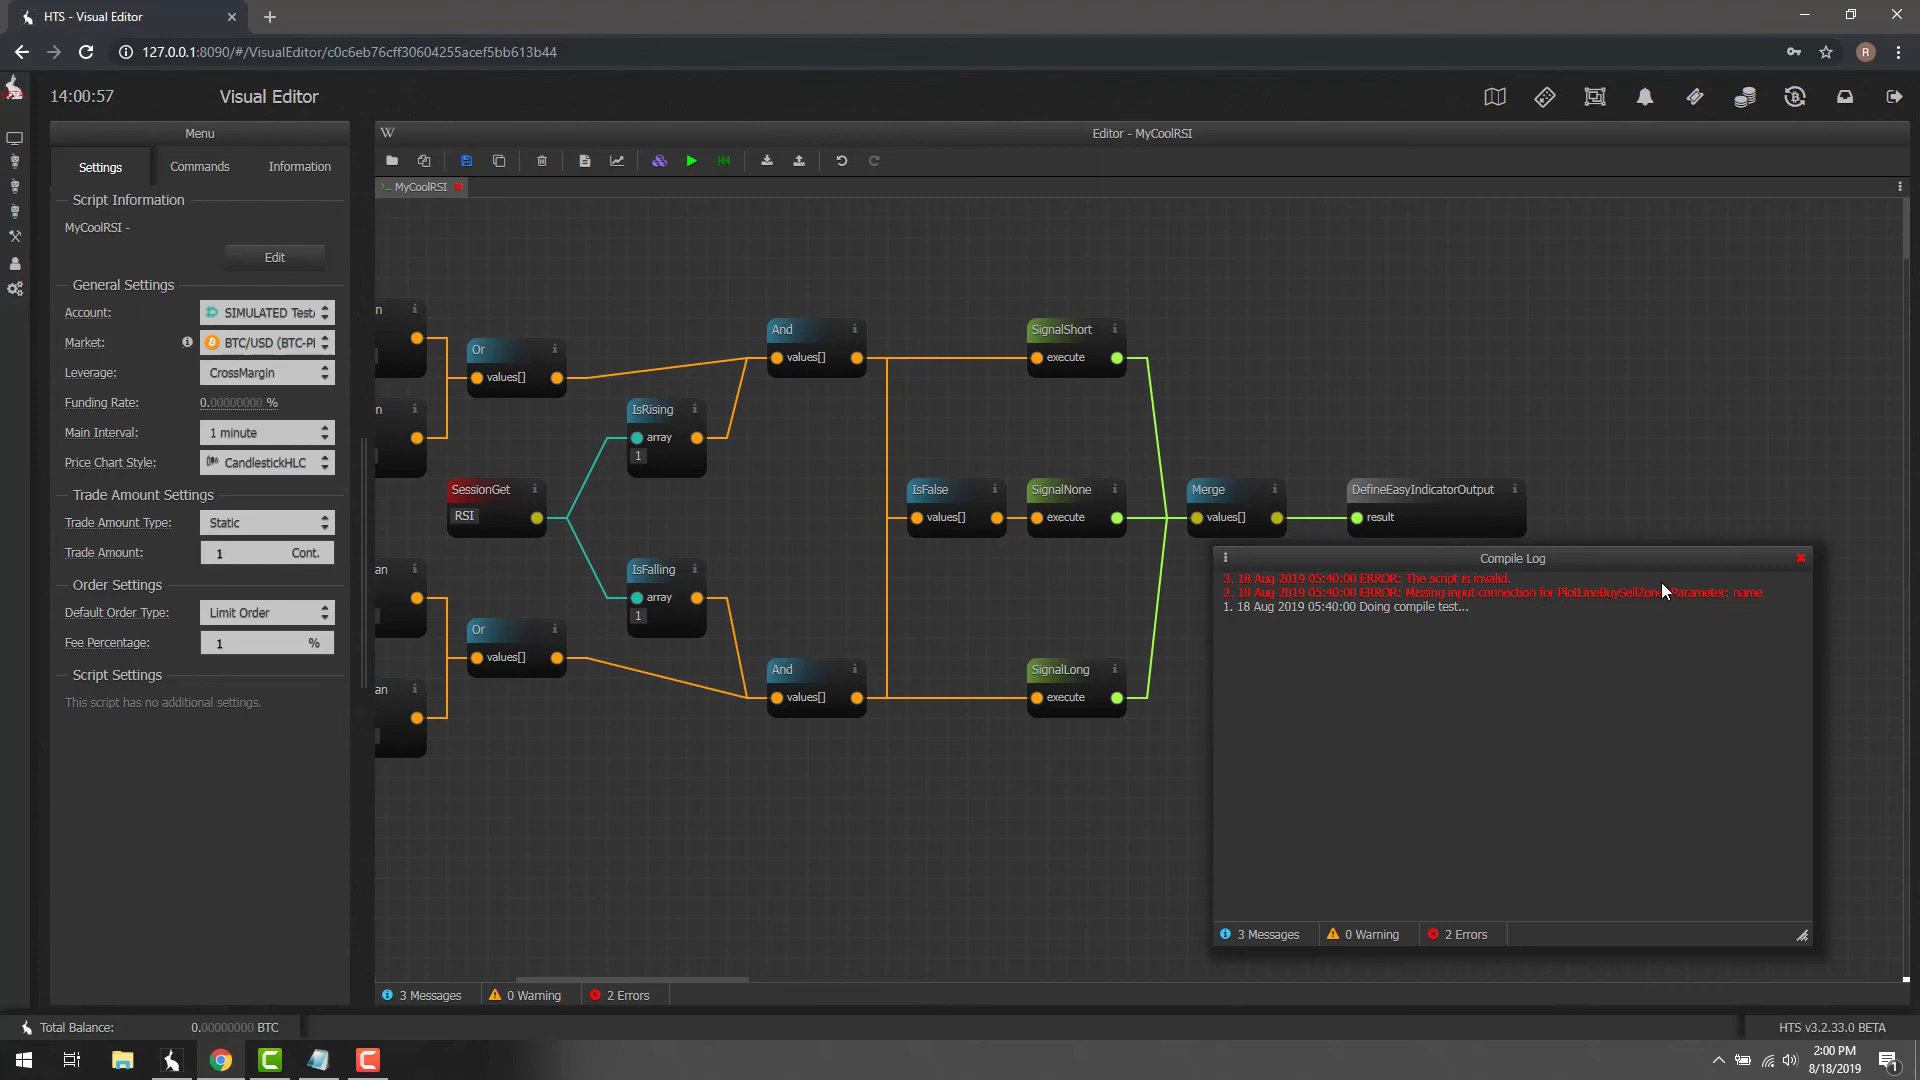 HTS - Visual Editor
127.0.0.1:8090/#/VisualEditor/c0c6eb76cff30604255acef5bb613b44
R
14:00:57
Visual Editor
Menu
W
Editor - MyCoolRSI
Settings
Commands
Information
MyCoolRSI
Script Information
MyCoolRSI -
Edit
General Settings
Account:
SIMULATED Test
Market:
BTC/USD (BTC-P
Leverage:
CrossMargin
Funding Rate:
0.00000000 %
Main Interval:
1 minute
Price Chart Style:
CandlestickHLC
Trade Amount Settings
Trade Amount Type:
Static
Trade Amount:
1 Cont.
Order Settings
Default Order Type:
Limit Order
Fee Percentage:
1 %
Script Settings
This script has no additional settings.
n
n
Or
values[]
And
values[]
SignalShort
execute
IsRising
array
1
SessionGet
RSI
IsFalse
values[]
SignalNone
execute
Merge
values[]
DefineEasyIndicatorOutput
result
an
an
IsFalling
array
1
Or
values[]
And
values[]
SignalLong
execute
Compile Log
3. 18 Aug 2019 05:40:00 ERROR: The script is invalid.
2. 18 Aug 2019 05:40:00 ERROR: Missing input connection for PlotLineBuySellZone Parameter: name
1. 18 Aug 2019 05:40:00 Doing compile test...
3 Messages
0 Warning
2 Errors
3 Messages
0 Warning
2 Errors
Total Balance:
0.00000000 BTC
HTS v3.2.33.0 BETA
2:00 PM
8/18/2019
1